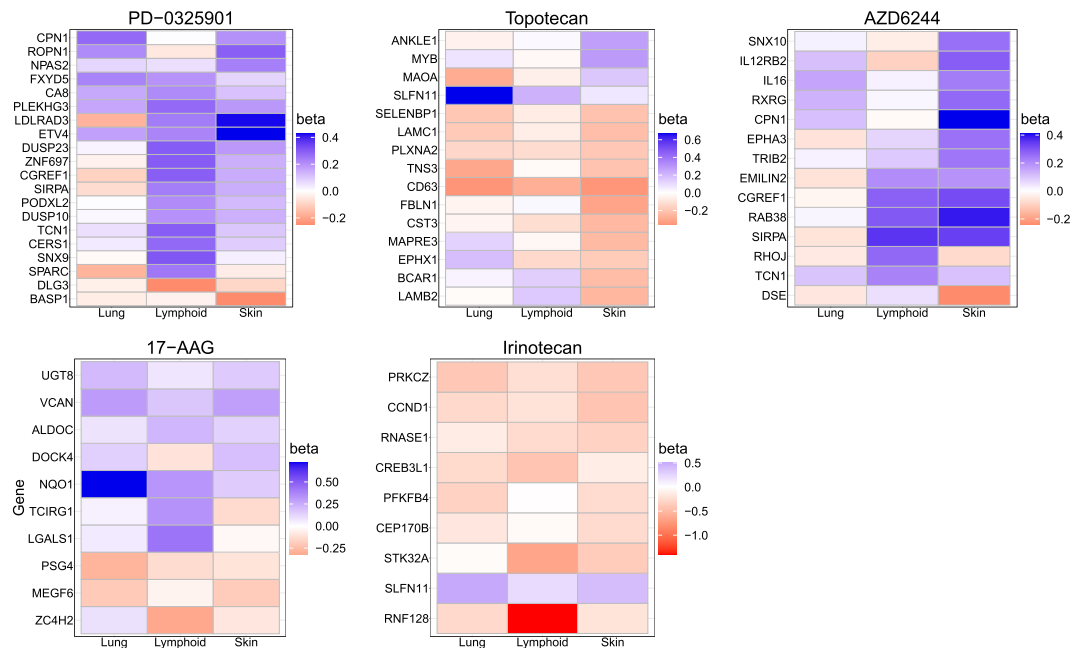 PD−0325901
CPN1
ROPN1
NPAS2
FXYD5
CA8
PLEKHG3
LDLRAD3
ETV4
DUSP23
ZNF697
CGREF1
SIRPA
PODXL2
DUSP10
TCN1
CERS1
SNX9
SPARC
DLG3
BASP1
Lung Lymphoid Skin
beta
0.4
0.2
0.0
−0.2
Topotecan
ANKLE1
MYB
MAOA
SLFN11
SELENBP1
LAMC1
PLXNA2
TNS3
CD63
FBLN1
CST3
MAPRE3
EPHX1
BCAR1
LAMB2
Lung Lymphoid Skin
beta
0.6
0.4
0.2
0.0
−0.2
AZD6244
SNX10
IL12RB2
IL16
RXRG
CPN1
EPHA3
TRIB2
EMILIN2
CGREF1
RAB38
SIRPA
RHOJ
TCN1
DSE
Lung Lymphoid Skin
beta
0.4
0.2
0.0
−0.2
17−AAG
Gene
UGT8
VCAN
ALDOC
DOCK4
NQO1
TCIRG1
LGALS1
PSG4
MEGF6
ZC4H2
Lung Lymphoid Skin
beta
0.50
0.25
0.00
−0.25
Irinotecan
PRKCZ
CCND1
RNASE1
CREB3L1
PFKFB4
CEP170B
STK32A
SLFN11
RNF128
Lung Lymphoid Skin
beta
0.5
0.0
−0.5
−1.0